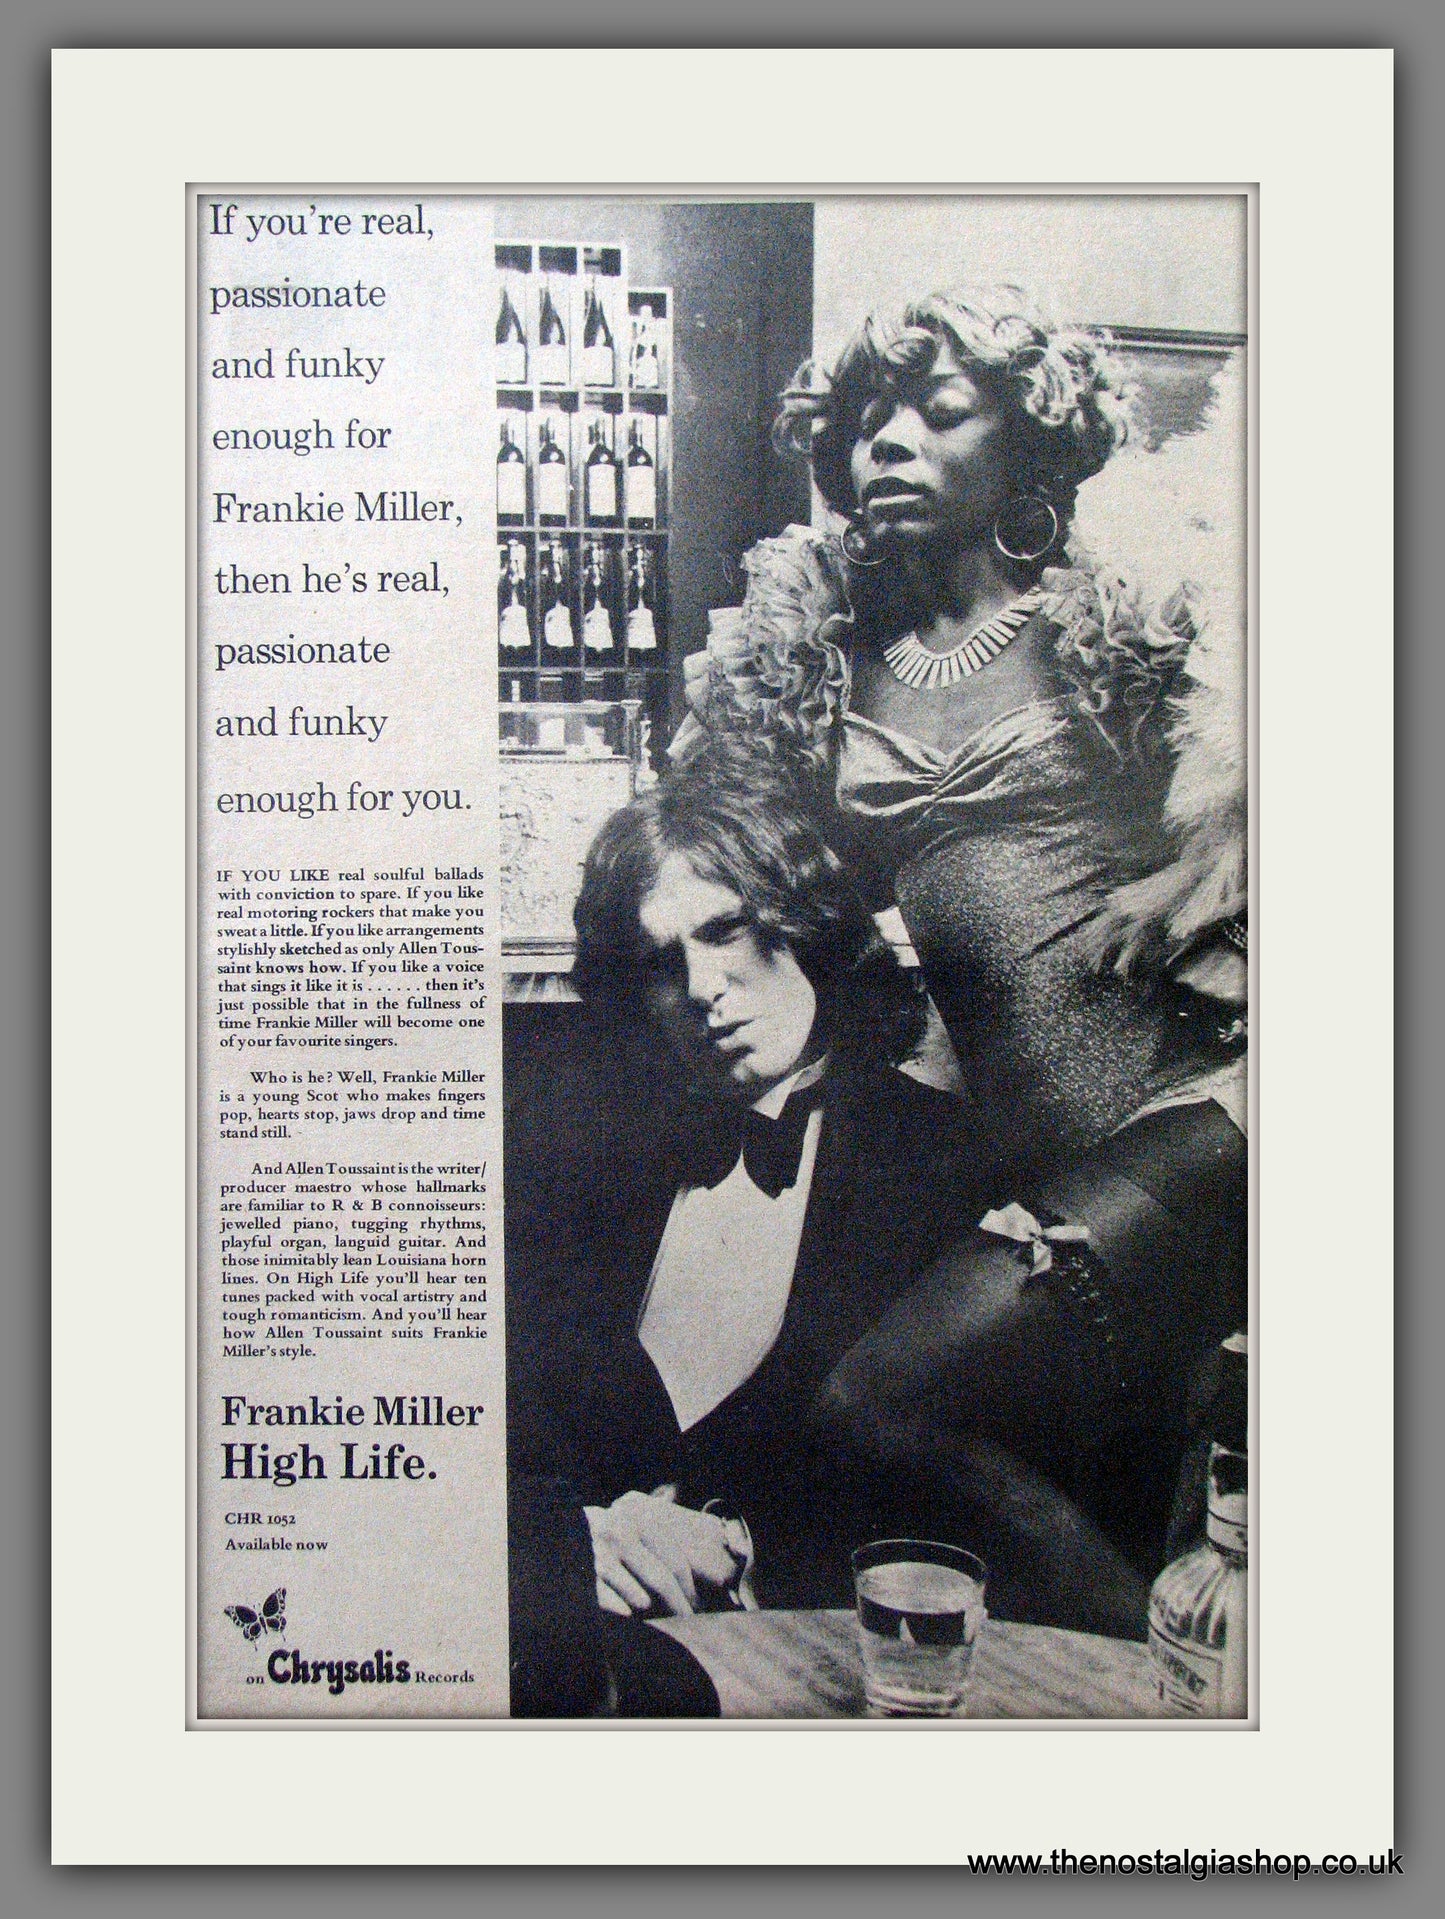 If you're real,
passionate
and funky
enough for
Frankie Miller,
then he's real,
passionate
and funky
enough for you.
IF YOU LIKE real soulful ballads
with conviction to spare. If you like
real motoring rockers that make you
sweat a little. If you like arrangements
stylishly sketched as only Allen Tous-
saint knows how. If you like a voice
that sings it like it is . . . . . . then it's
just possible that in the fullness of
time Frankie Miller will become one
of your favourite singers.
Who is he? Well, Frankie Miller
is a young Scot who makes fingers
pop, hearts stop, jaws drop and time
stand still.
And Allen Toussaint is the writer/
producer maestro whose hallmarks
are familiar to R & B connoisseurs:
jewelled piano, tugging rhythms,
playful organ, languid guitar. And
those inimitably lean Louisiana horn
lines. On High Life you'll hear ten
tunes packed with vocal artistry and
tough romanticism. And you'll hear
how Allen Toussaint suits Frankie
Miller's style.
Frankie Miller
High Life.
CHR 1052
Available now
on Chrysalis Records
www.thenostalgiashop.co.uk